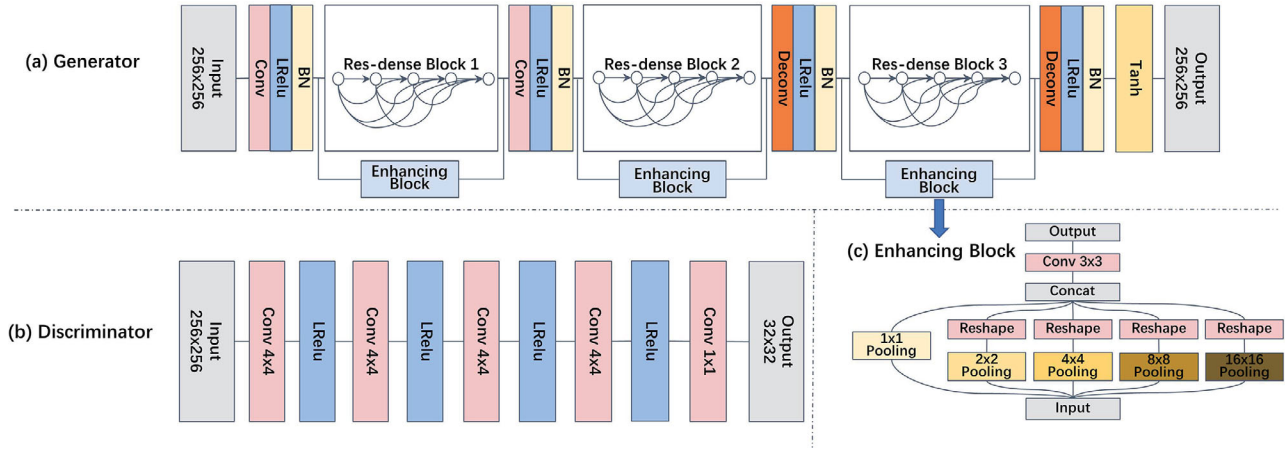 (a) Generator
Input
256x256
Conv
LRelu
BN
Res-dense Block 1
Enhancing
Block
Conv
LRelu
BN
Res-dense Block 2
Enhancing
Block
Deconv
LRelu
BN
Res-dense Block 3
Enhancing
Block
Deconv
LRelu
BN
Tanh
Output
256x256
(b) Discriminator
Input
256x256
Conv 4x4
LRelu
Conv 4x4
LRelu
Conv 4x4
LRelu
Conv 4x4
LRelu
Conv 1x1
Output
32x32
(c) Enhancing Block
Output
Conv 3x3
Concat
1x1
Pooling
Reshape
Reshape
Reshape
Reshape
2x2
Pooling
4x4
Pooling
8x8
Pooling
16x16
Pooling
Input